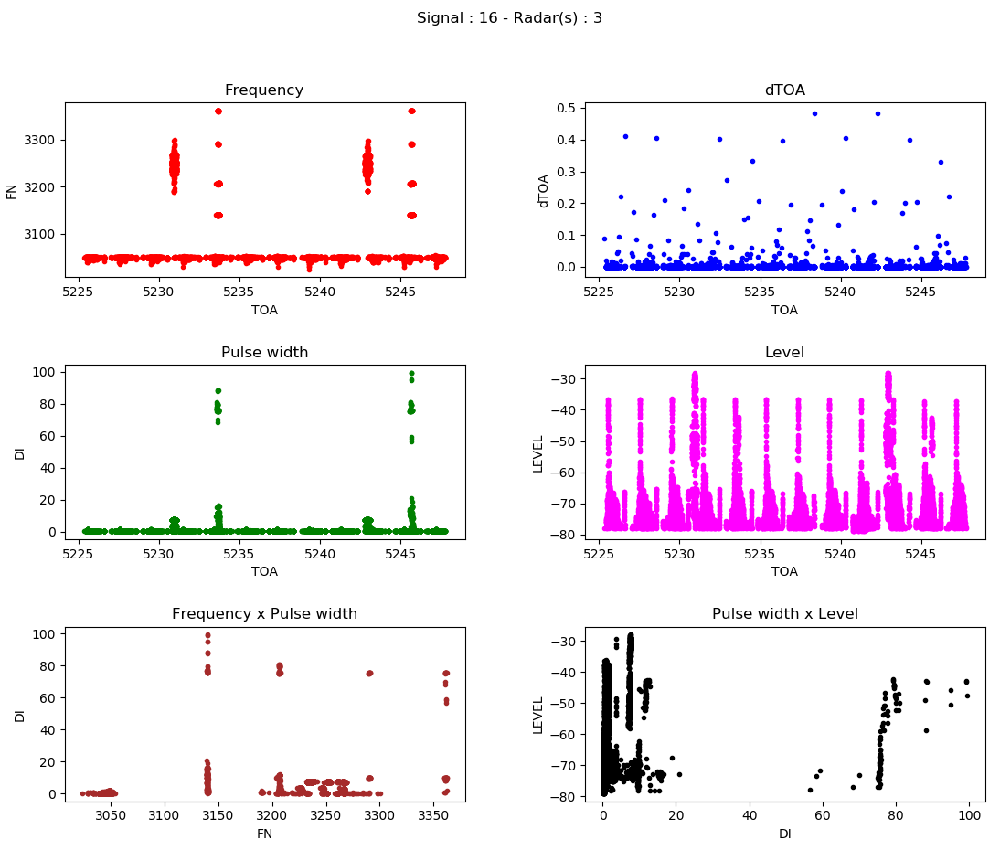 Signal : 16 - Radar(s) : 3
Frequency
FN
3300
3200
3100
5225 5230 5235 5240 5245
TOA
dTOA
dTOA
0.5
0.4
0.3
0.2
0.1
0.0
5225 5230 5235 5240 5245
TOA
Pulse width
DI
100
80
60
40
20
0
5225 5230 5235 5240 5245
TOA
Level
LEVEL
−30
−40
−50
−60
−70
−80
5225 5230 5235 5240 5245
TOA
Frequency x Pulse width
DI
100
80
60
40
20
0
3050 3100 3150 3200 3250 3300 3350
FN
Pulse width x Level
LEVEL
−30
−40
−50
−60
−70
−80
0 20 40 60 80 100
DI